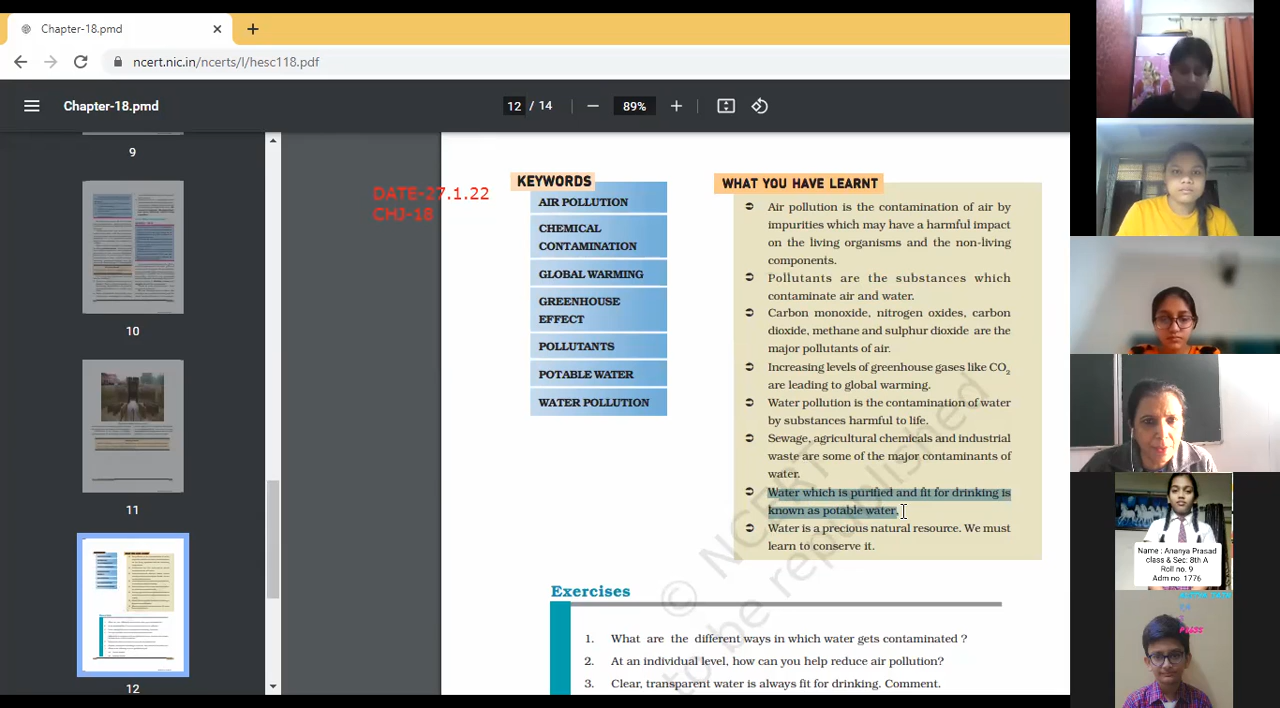 Chapter-18.pmd
ncert.nic.in/ncerts/l/hesc118.pdf
Chapter-18.pmd
12 / 14
89%
9
10
11
12
DATE-27.1.22
CHJ-18
KEYWORDS
AIR POLLUTION
CHEMICAL
CONTAMINATION
GLOBAL WARMING
GREENHOUSE
EFFECT
POLLUTANTS
POTABLE WATER
WATER POLLUTION
WHAT YOU HAVE LEARNT
Air pollution is the contamination of air by
impurities which may have a harmful impact
on the living organisms and the non-living
components.
Pollutants are the substances which
contaminate air and water.
Carbon monoxide, nitrogen oxides, carbon
dioxide, methane and sulphur dioxide are the
major pollutants of air.
Increasing levels of greenhouse gases like CO₂
are leading to global warming.
Water pollution is the contamination of water
by substances harmful to life.
Sewage, agricultural chemicals and industrial
waste are some of the major contaminants of
water.
Water which is purified and fit for drinking is
known as potable water.
Water is a precious natural resource. We must
learn to conserve it.
© NCERT
to be republished
Exercises
1. What are the different ways in which water gets contaminated ?
2. At an individual level, how can you help reduce air pollution?
3. Clear, transparent water is always fit for drinking. Comment.
Name : Ananya Prasad
class & Sec: 8th A
Roll no. 9
Adm no 1776